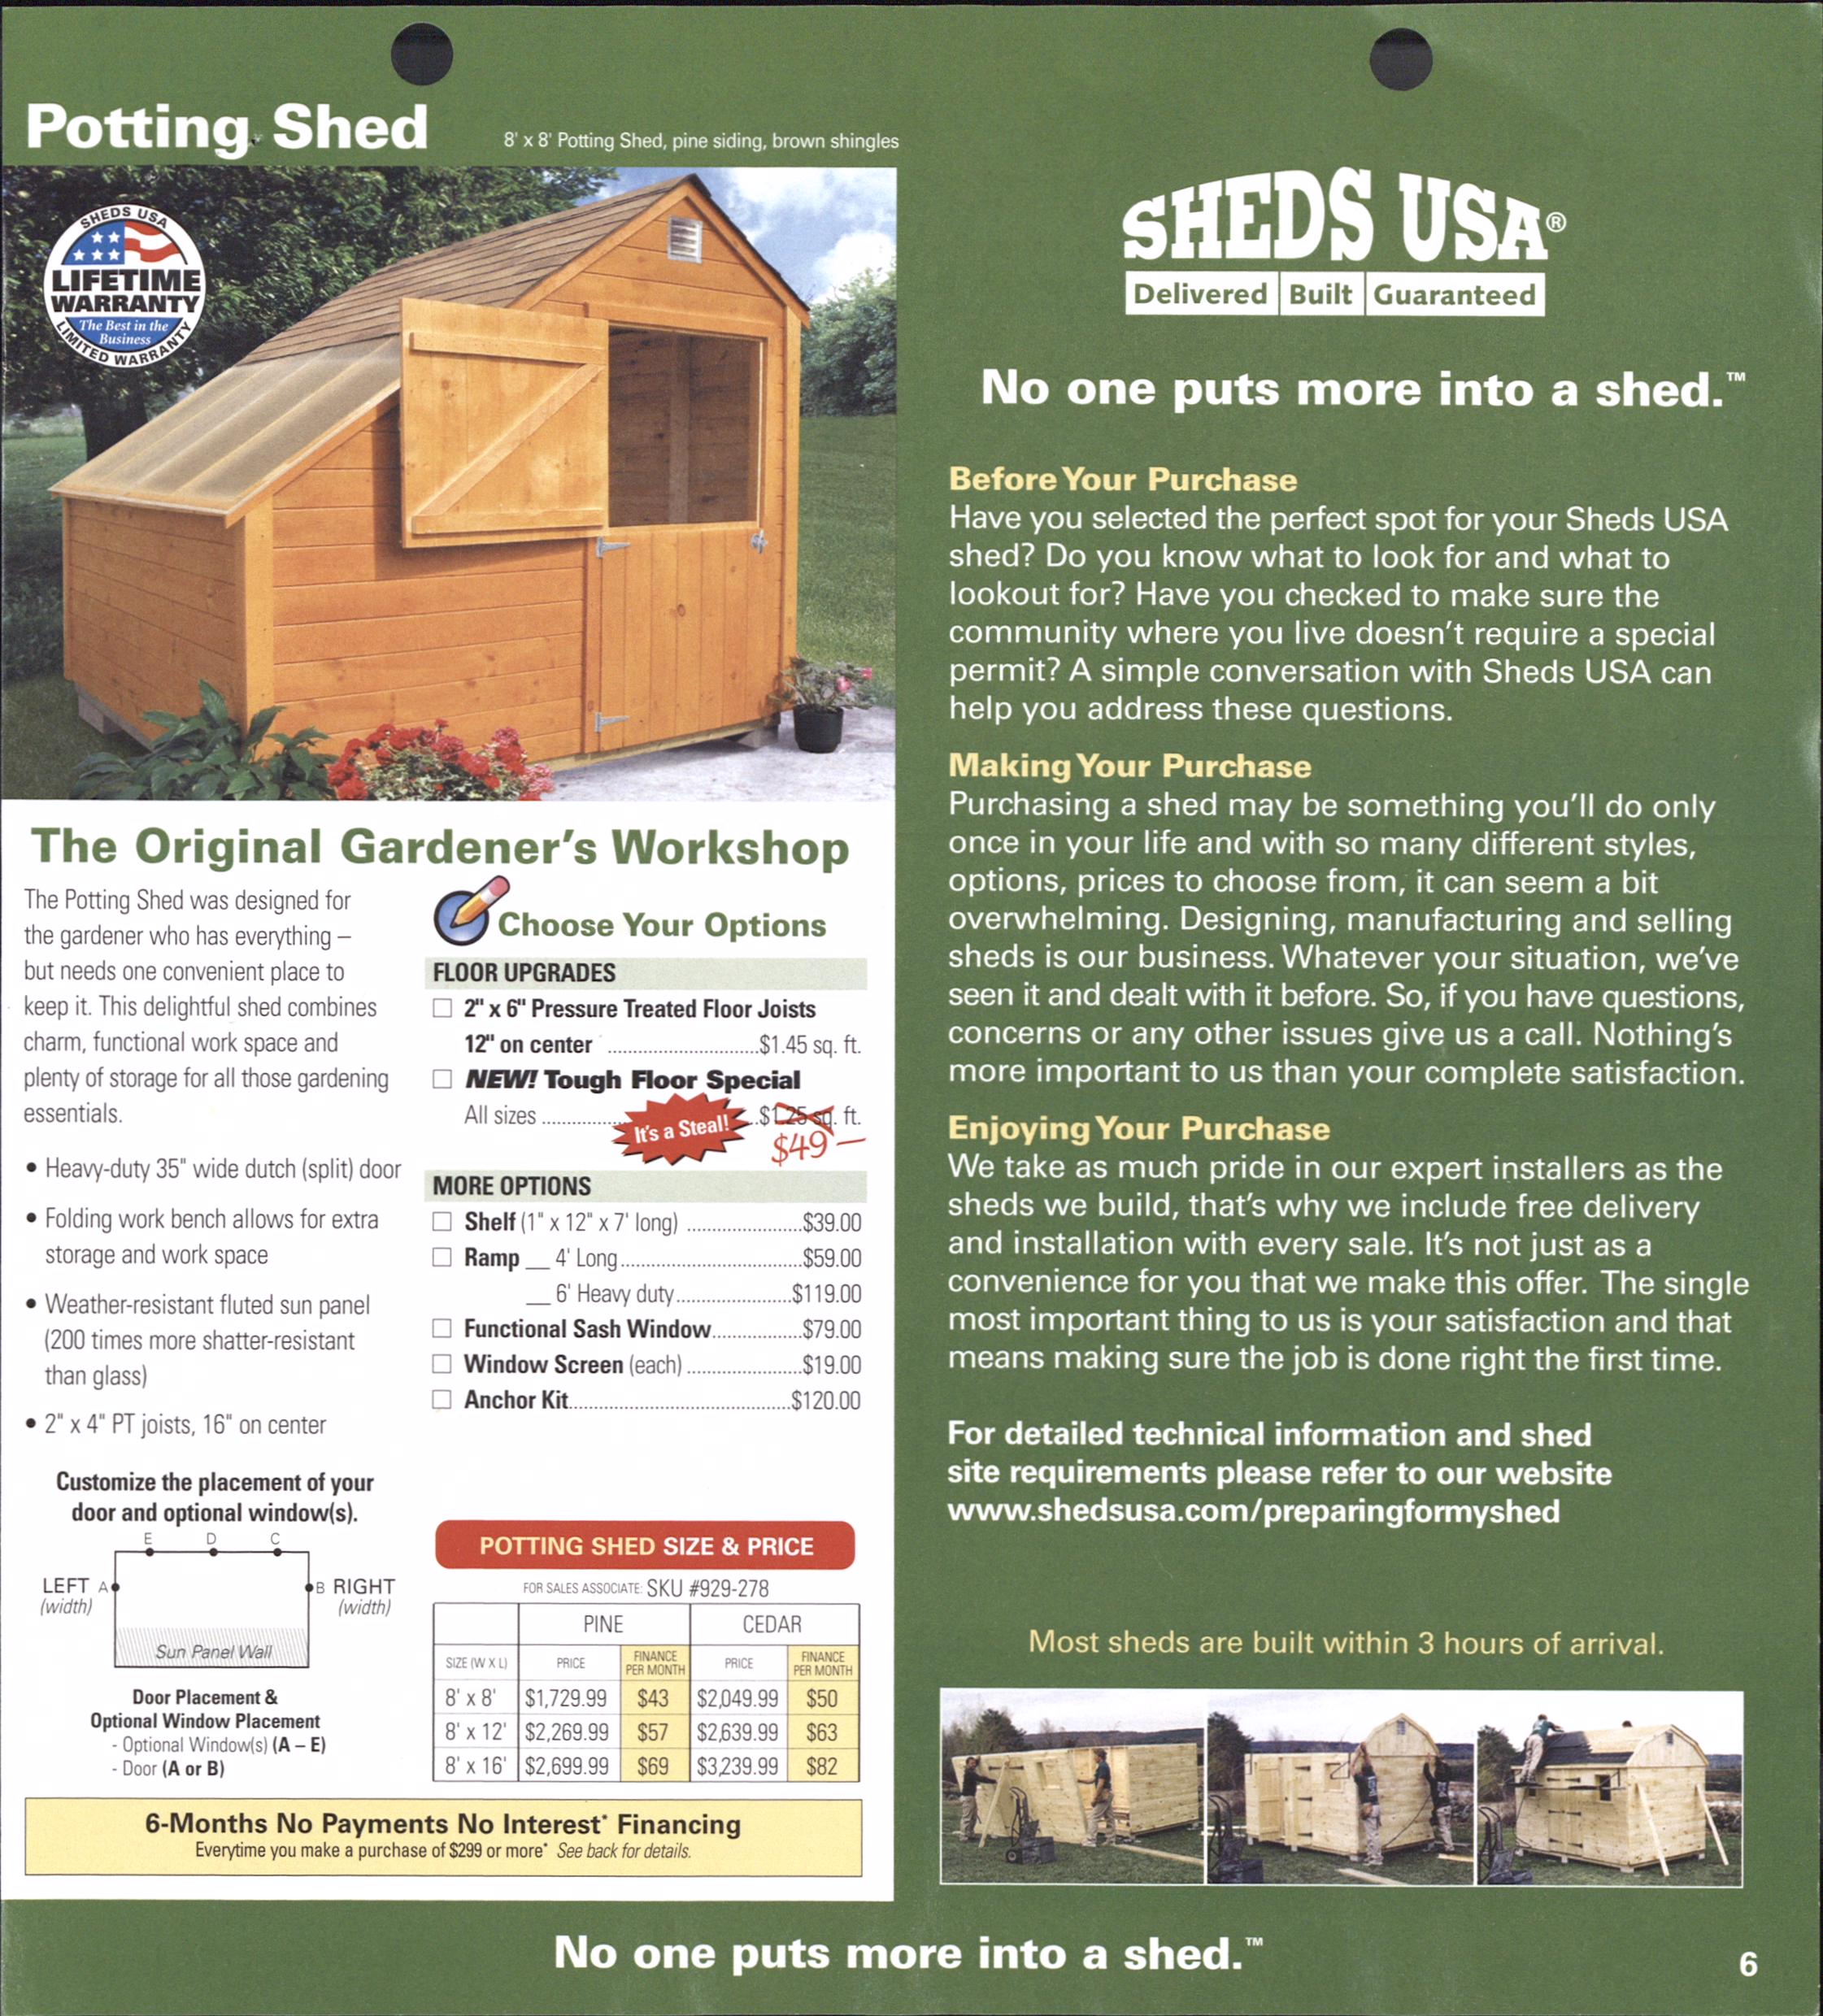 Potting Shed
8' x 8' Potting Shed, pine siding, brown shingles
SHEDS USA
LIFETIME
WARRANTY
The Best in the
Business
LIMITED WARRANTY
The Original Gardener's Workshop
The Potting Shed was designed for
the gardener who has everything –
but needs one convenient place to
keep it. This delightful shed combines
charm, functional work space and
plenty of storage for all those gardening
essentials.
• Heavy-duty 35" wide dutch (split) door
• Folding work bench allows for extra
storage and work space
• Weather-resistant fluted sun panel
(200 times more shatter-resistant
than glass)
• 2" x 4" PT joists, 16" on center
Customize the placement of your
door and optional window(s).
E D C
LEFT A B RIGHT
(width) (width)
Sun Panel Wall
Door Placement &
Optional Window Placement
- Optional Window(s) (A – E)
- Door (A or B)
Choose Your Options
FLOOR UPGRADES
☐ 2" x 6" Pressure Treated Floor Joists
12" on center ............................$1.45 sq. ft.
☐ NEW! Tough Floor Special
All sizes ............... It's a Steal! ..$1.25 sq. ft.
$49 —
MORE OPTIONS
☐ Shelf (1" x 12" x 7' long) ......................$39.00
☐ Ramp __ 4' Long...................................$59.00
__ 6' Heavy duty......................$119.00
☐ Functional Sash Window.................$79.00
☐ Window Screen (each) ......................$19.00
☐ Anchor Kit...........................................$120.00
POTTING SHED SIZE & PRICE
FOR SALES ASSOCIATE: SKU #929-278
PINE CEDAR
SIZE (W X L) PRICE FINANCE PER MONTH PRICE FINANCE PER MONTH
8' x 8' $1,729.99 $43 $2,049.99 $50
8' x 12' $2,269.99 $57 $2,639.99 $63
8' x 16' $2,699.99 $69 $3,239.99 $82
6-Months No Payments No Interest* Financing
Everytime you make a purchase of $299 or more* See back for details.
SHEDS USA®
Delivered Built Guaranteed
No one puts more into a shed.™
Before Your Purchase
Have you selected the perfect spot for your Sheds USA
shed? Do you know what to look for and what to
lookout for? Have you checked to make sure the
community where you live doesn't require a special
permit? A simple conversation with Sheds USA can
help you address these questions.
Making Your Purchase
Purchasing a shed may be something you'll do only
once in your life and with so many different styles,
options, prices to choose from, it can seem a bit
overwhelming. Designing, manufacturing and selling
sheds is our business. Whatever your situation, we've
seen it and dealt with it before. So, if you have questions,
concerns or any other issues give us a call. Nothing's
more important to us than your complete satisfaction.
Enjoying Your Purchase
We take as much pride in our expert installers as the
sheds we build, that's why we include free delivery
and installation with every sale. It's not just as a
convenience for you that we make this offer. The single
most important thing to us is your satisfaction and that
means making sure the job is done right the first time.
For detailed technical information and shed
site requirements please refer to our website
www.shedsusa.com/preparingformyshed
Most sheds are built within 3 hours of arrival.
No one puts more into a shed.™
6